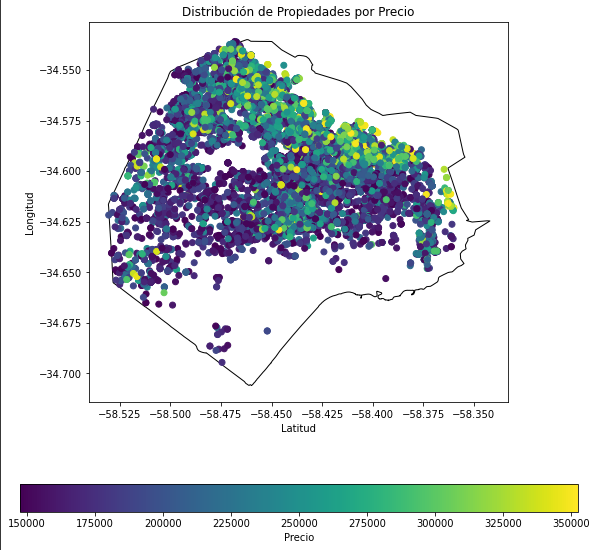 Distribución de Propiedades por Precio
Longitud
−34.550
−34.575
−34.600
−34.625
−34.650
−34.675
−34.700
−58.525 −58.500 −58.475 −58.450 −58.425 −58.400 −58.375 −58.350
Latitud
150000 175000 200000 225000 250000 275000 300000 325000 350000
Precio